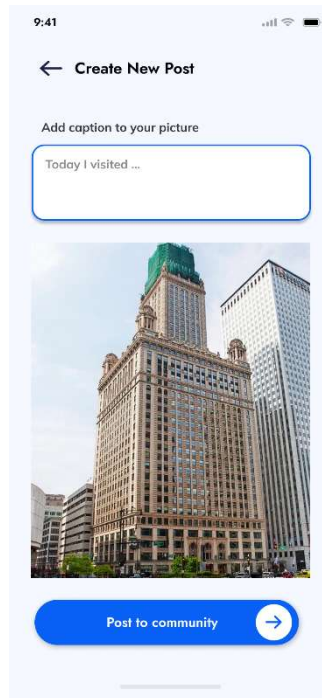 9:41
Create New Post
Add caption to your picture
Today I visited ...
Post to community